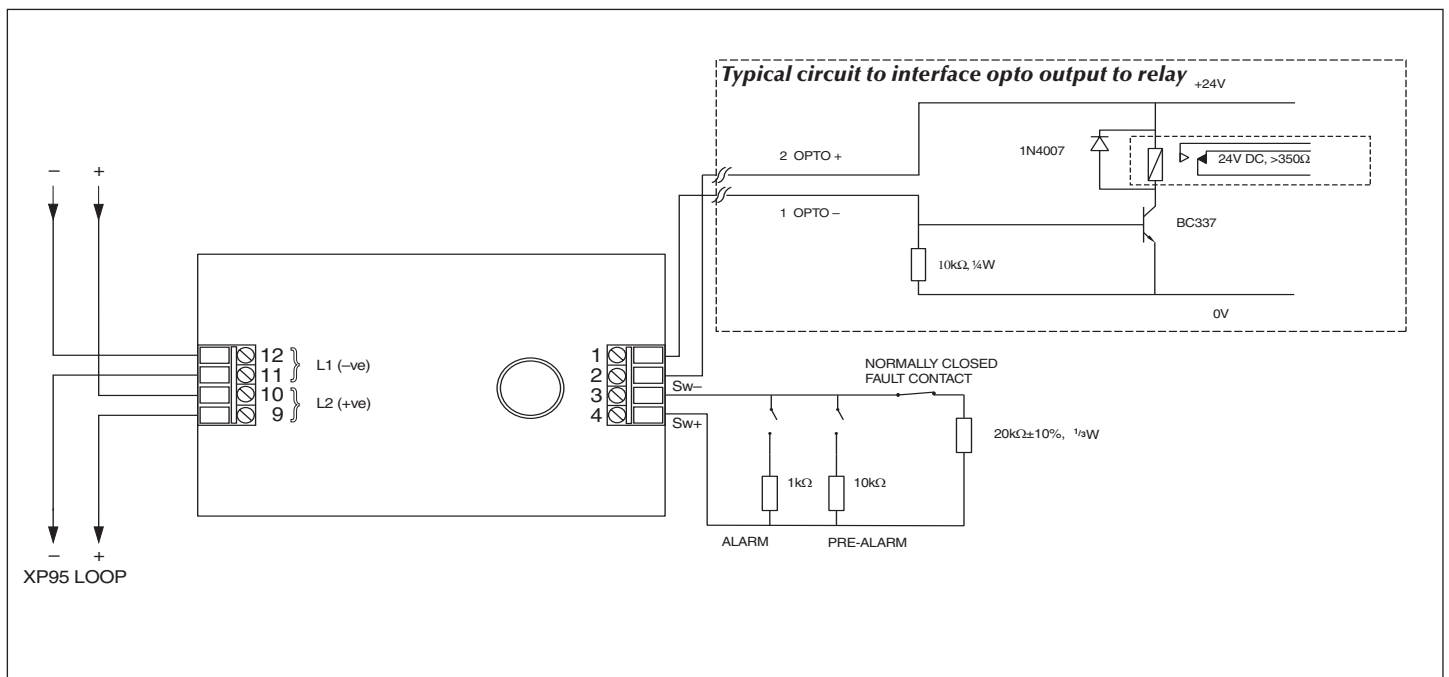 Typical circuit to interface opto output to relay
+24V
1N4007
24V DC, >350Ω
2 OPTO +
1 OPTO –
BC337
10kΩ, ¼W
0V
– +
12
11
L1 (–ve)
10
9
L2 (+ve)
1
2
3
4
Sw–
Sw+
NORMALLY CLOSED
FAULT CONTACT
20kΩ±10%, ¹/₃W
1kΩ
10kΩ
ALARM
PRE-ALARM
– +
XP95 LOOP